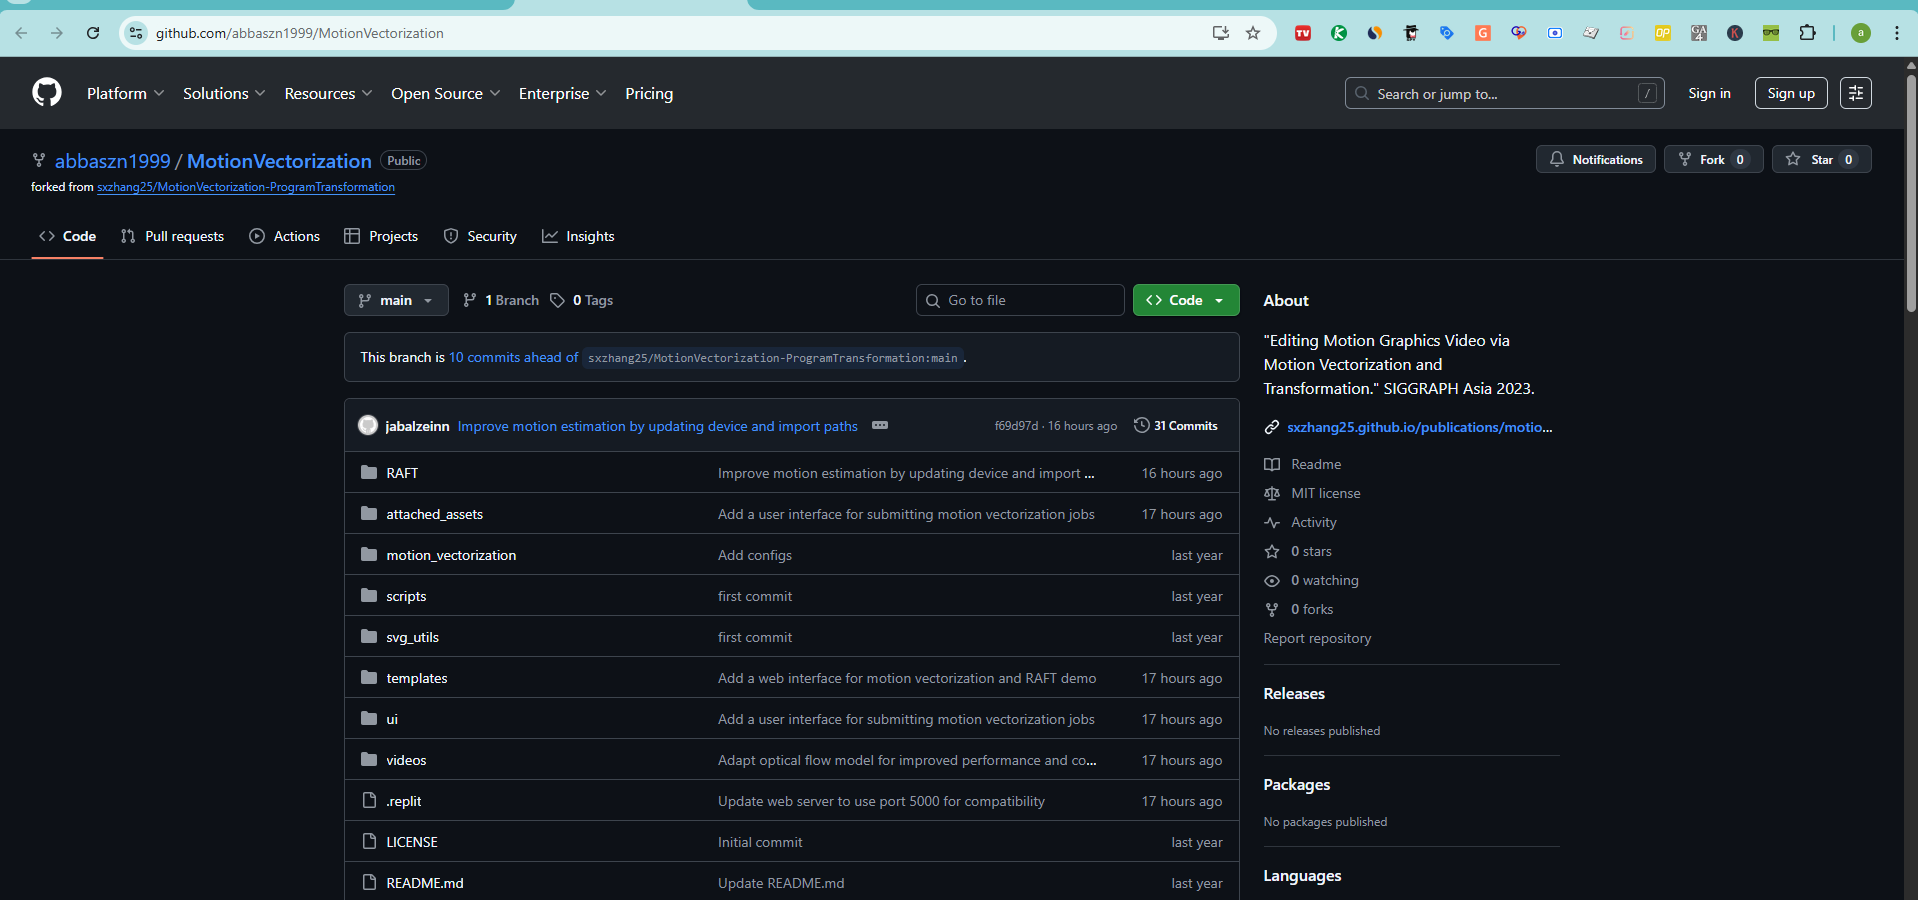 github.com/abbaszn1999/MotionVectorization
Platform Solutions Resources Open Source Enterprise Pricing
Search or jump to... / Sign in Sign up
abbaszn1999 / MotionVectorization Public
Notifications Fork 0 Star 0
forked from sxzhang25/MotionVectorization-ProgramTransformation
Code Pull requests Actions Projects Security Insights
main 1 Branch 0 Tags Go to file Code
This branch is 10 commits ahead of sxzhang25/MotionVectorization-ProgramTransformation:main .
jabalzeinn Improve motion estimation by updating device and import paths f69d97d · 16 hours ago 31 Commits
RAFT Improve motion estimation by updating device and import ... 16 hours ago
attached_assets Add a user interface for submitting motion vectorization jobs 17 hours ago
motion_vectorization Add configs last year
scripts first commit last year
svg_utils first commit last year
templates Add a web interface for motion vectorization and RAFT demo 17 hours ago
ui Add a user interface for submitting motion vectorization jobs 17 hours ago
videos Adapt optical flow model for improved performance and co... 17 hours ago
.replit Update web server to use port 5000 for compatibility 17 hours ago
LICENSE Initial commit last year
README.md Update README.md last year
About
"Editing Motion Graphics Video via
Motion Vectorization and
Transformation." SIGGRAPH Asia 2023.
sxzhang25.github.io/publications/motio...
Readme
MIT license
Activity
0 stars
0 watching
0 forks
Report repository
Releases
No releases published
Packages
No packages published
Languages